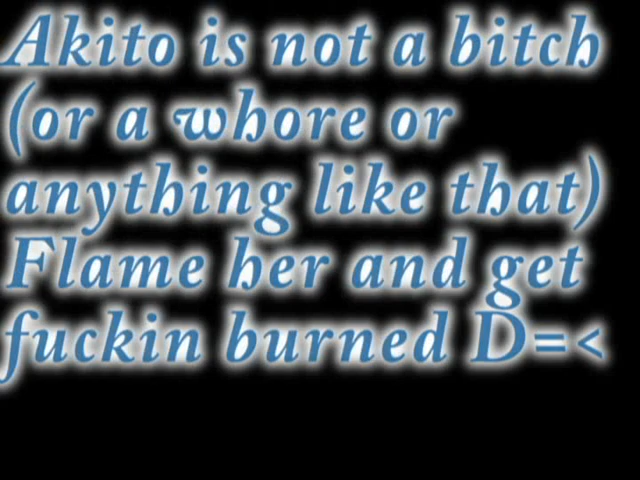 Akito is not a bitch
(or a whore or
anything like that)
Flame her and get
fuckin burned D=<